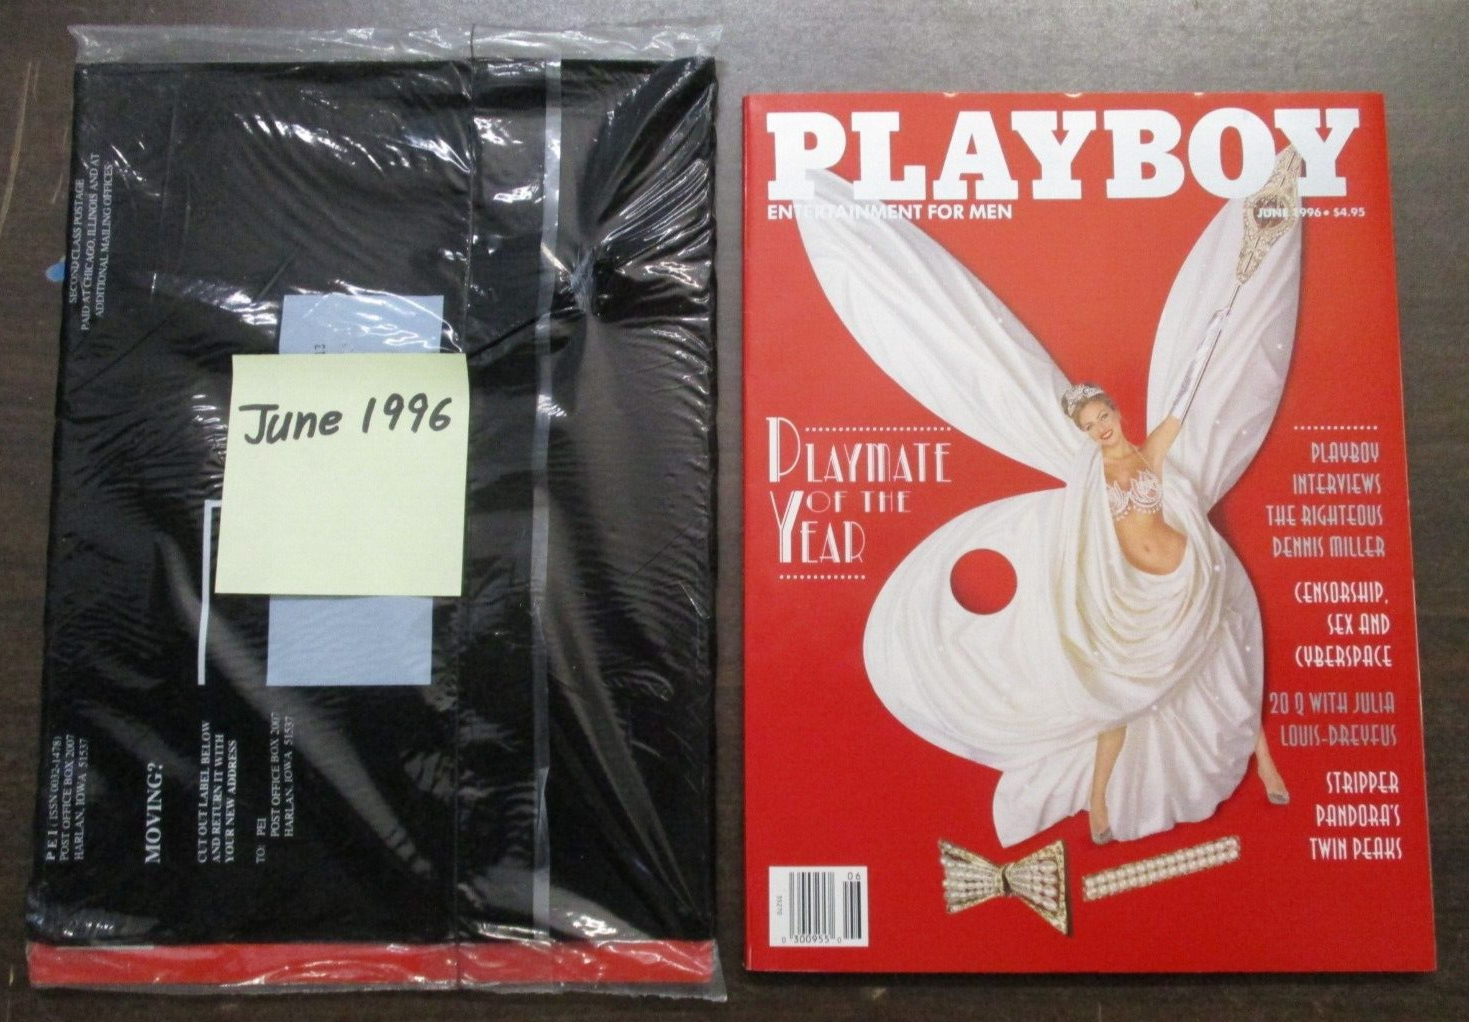 SECOND CLASS POSTAGE
PAID AT CHICAGO, ILLINOIS AND AT
ADDITIONAL MAILING OFFICES
June 1996
P E I (ISSN 0032-1478)
POST OFFICE BOX 2007
HARLAN, IOWA 51537
MOVING?
CUT OUT LABEL BELOW
AND RETURN IT WITH
YOUR NEW ADDRESS
TO: PEI
POST OFFICE BOX 2007
HARLAN, IOWA 51537
PLAYBOY
ENTERTAINMENT FOR MEN
JUNE 1996 • $4.95
PLAYMATE
OF THE
YEAR
PLAYBOY
INTERVIEWS
THE RIGHTEOUS
DENNIS MILLER
CENSORSHIP,
SEX AND
CYBERSPACE
20 Q WITH JULIA
LOUIS-DREYFUS
STRIPPER
PANDORA'S
TWIN PEAKS
06
0 300955 0